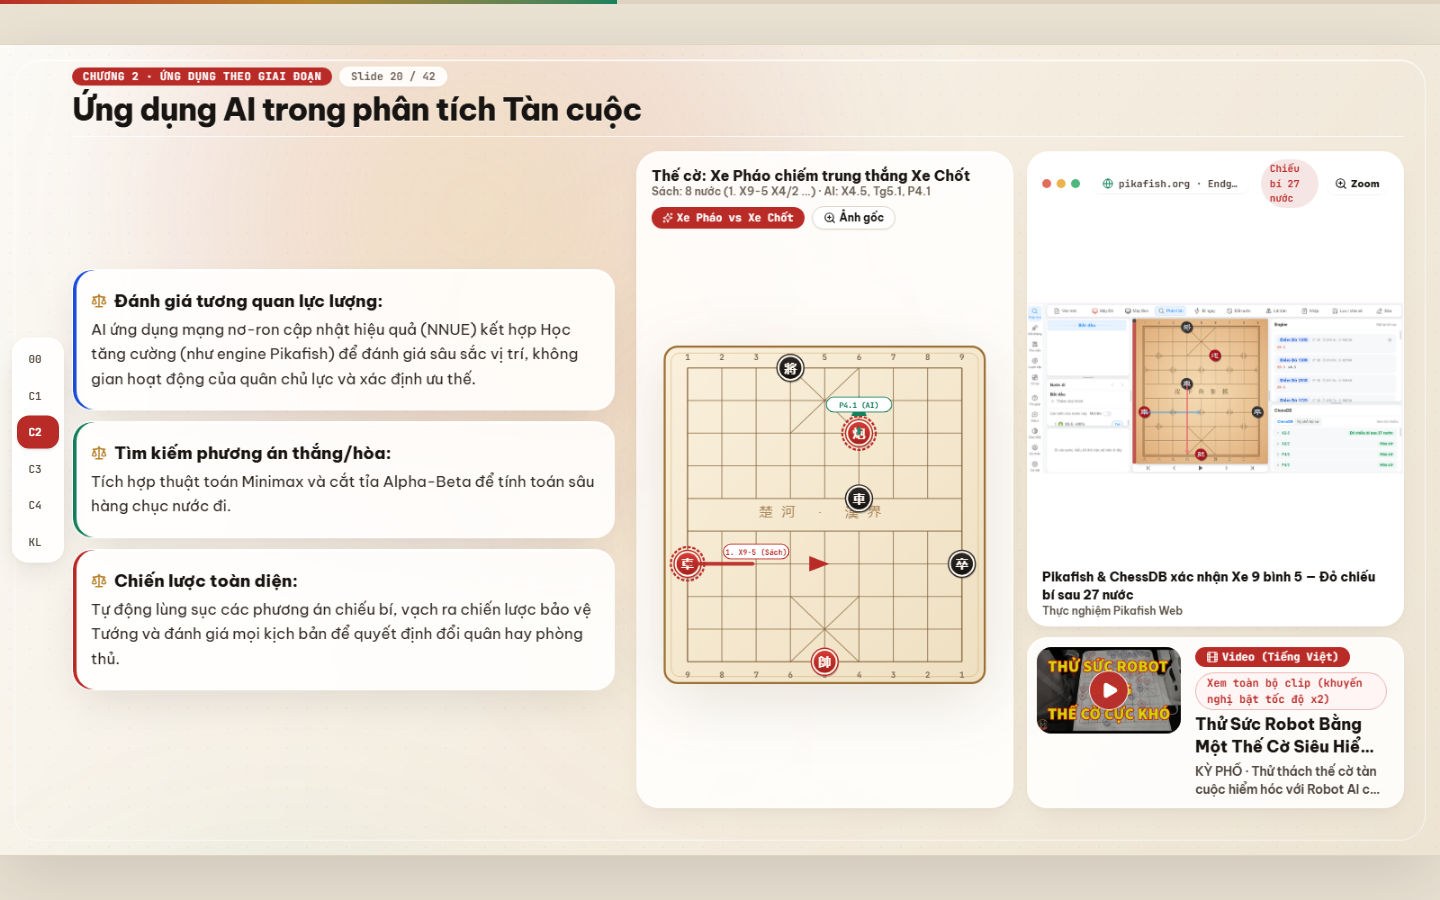 CHƯƠNG 2 · ỨNG DỤNG THEO GIAI ĐOẠN
Slide 20 / 42
Ứng dụng AI trong phân tích Tàn cuộc
00
C1
C2
C3
C4
KL
Đánh giá tương quan lực lượng:
AI ứng dụng mạng nơ-ron cập nhật hiệu quả (NNUE) kết hợp Học
tăng cường (như engine Pikafish) để đánh giá sâu sắc vị trí, không
gian hoạt động của quân chủ lực và xác định ưu thế.
Tìm kiếm phương án thắng/hòa:
Tích hợp thuật toán Minimax và cắt tỉa Alpha-Beta để tính toán sâu
hàng chục nước đi.
Chiến lược toàn diện:
Tự động lùng sục các phương án chiếu bí, vạch ra chiến lược bảo vệ
Tướng và đánh giá mọi kịch bản để quyết định đổi quân hay phòng
thủ.
Thế cờ: Xe Pháo chiếm trung thắng Xe Chốt
Sách: 8 nước (1. X9-5 X4/2 ...) · AI: X4.5, Tg5.1, P4.1
Xe Pháo vs Xe Chốt
Ảnh gốc
1 2 3 5 6 7 8 9
將
P4.1 (AI)
車
楚河 · 漢界
1. X9-5 (Sách)
卒
帥
9 8 7 6 5 4 3 2 1
pikafish.org · Endg…
Chiếu
bí 27
nước
Zoom
Pikafish & ChessDB xác nhận Xe 9 bình 5 — Đỏ chiếu
bí sau 27 nước
Thực nghiệm Pikafish Web
THỬ SỨC ROBOT
THẾ CỜ CỰC KHÓ
Video (Tiếng Việt)
Xem toàn bộ clip (khuyến
nghị bật tốc độ x2)
Thử Sức Robot Bằng
Một Thế Cờ Siêu Hiể…
KỲ PHỔ · Thử thách thế cờ tàn
cuộc hiểm hóc với Robot AI c…